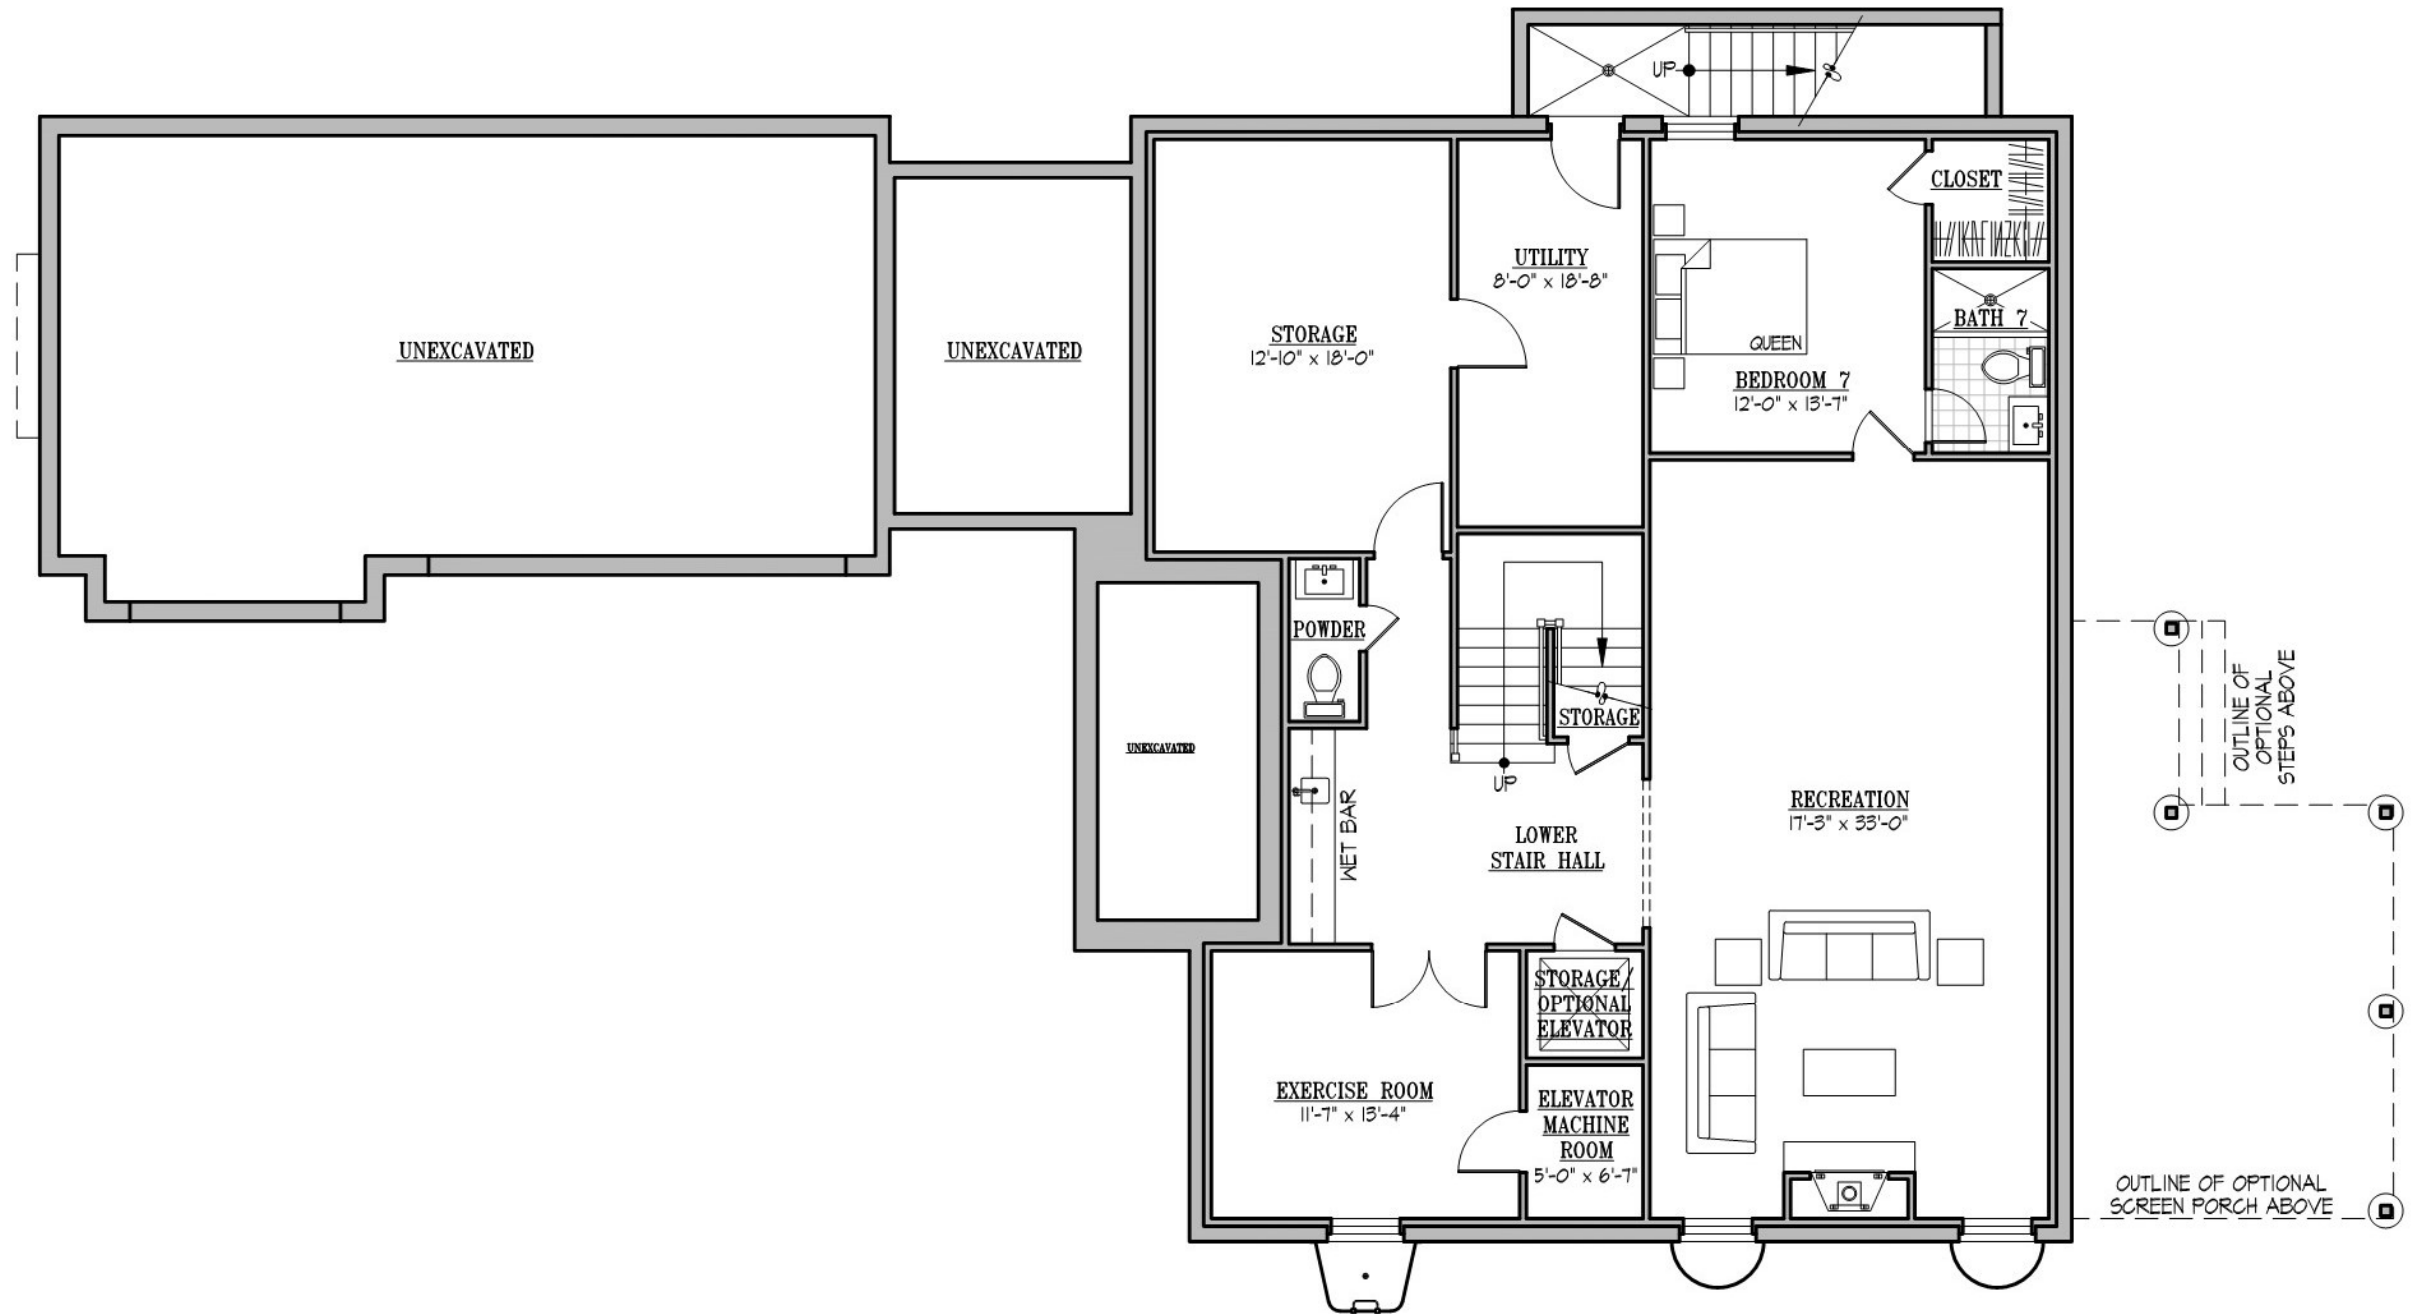 UP
CLOSET
UTILITY
8'-0" x 18'-8"
BATH 7
STORAGE
12'-10" x 18'-0"
QUEEN
UNEXCAVATED
UNEXCAVATED
BEDROOM 7
12'-0" x 13'-7"
POWDER
STORAGE
OUTLINE OF
OPTIONAL
STEPS ABOVE
UNEXCAVATED
UP
WET BAR
RECREATION
17'-3" x 33'-0"
LOWER
STAIR HALL
STORAGE/
OPTIONAL
ELEVATOR
EXERCISE ROOM
11'-7" x 13'-4"
ELEVATOR
MACHINE
ROOM
5'-0" x 6'-7"
OUTLINE OF OPTIONAL
SCREEN PORCH ABOVE